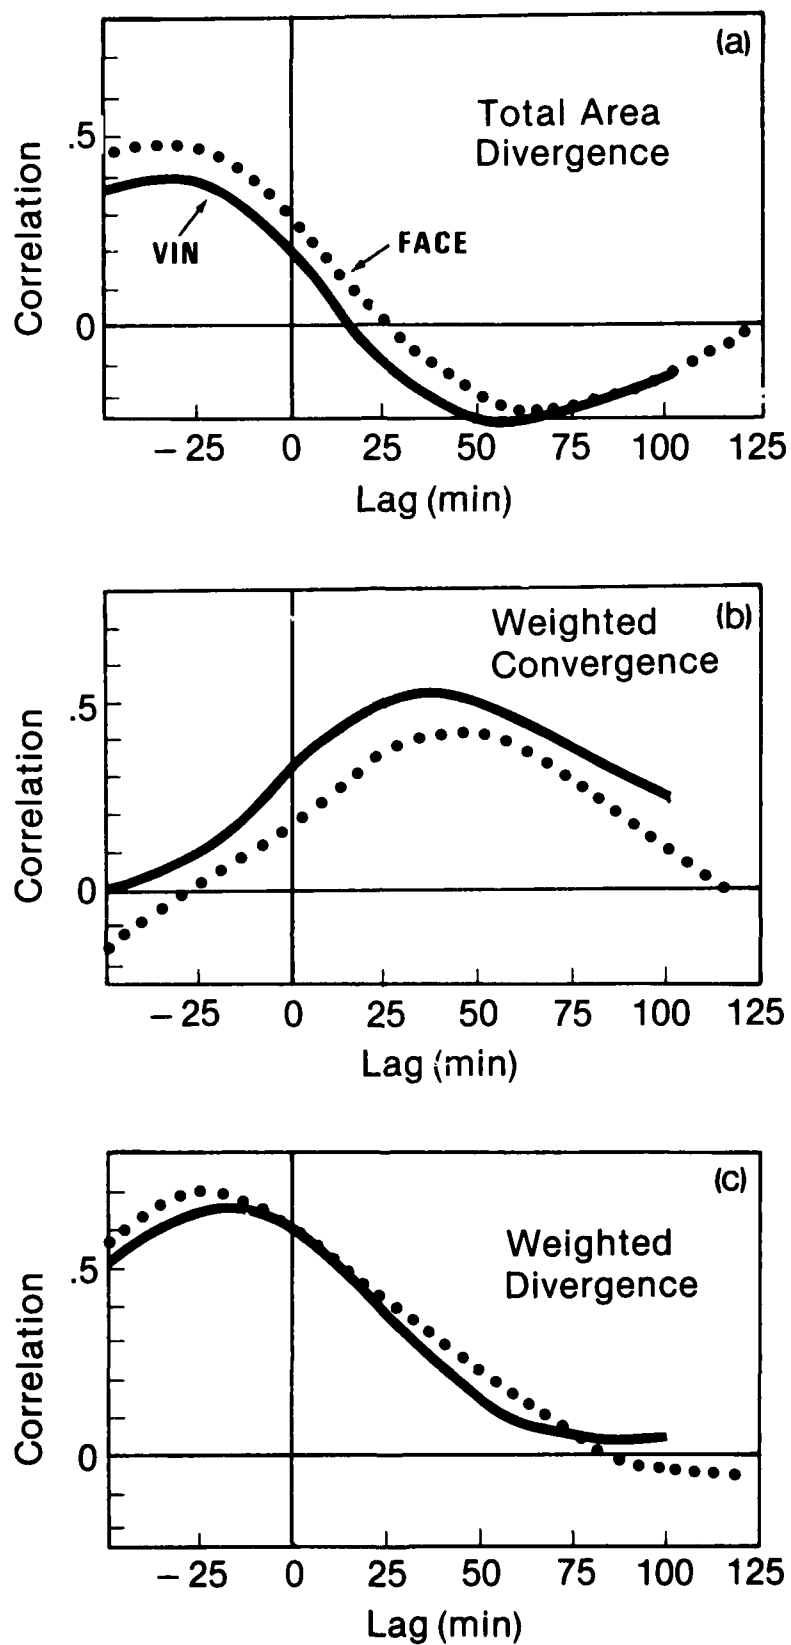 (a)
Total Area
Divergence
.5
0
VIN
FACE
Correlation
−25 0 25 50 75 100 125
Lag (min)
(b)
Weighted
Convergence
.5
0
Correlation
−25 0 25 50 75 100 125
Lag (min)
(c)
Weighted
Divergence
.5
0
Correlation
−25 0 25 50 75 100 125
Lag (min)